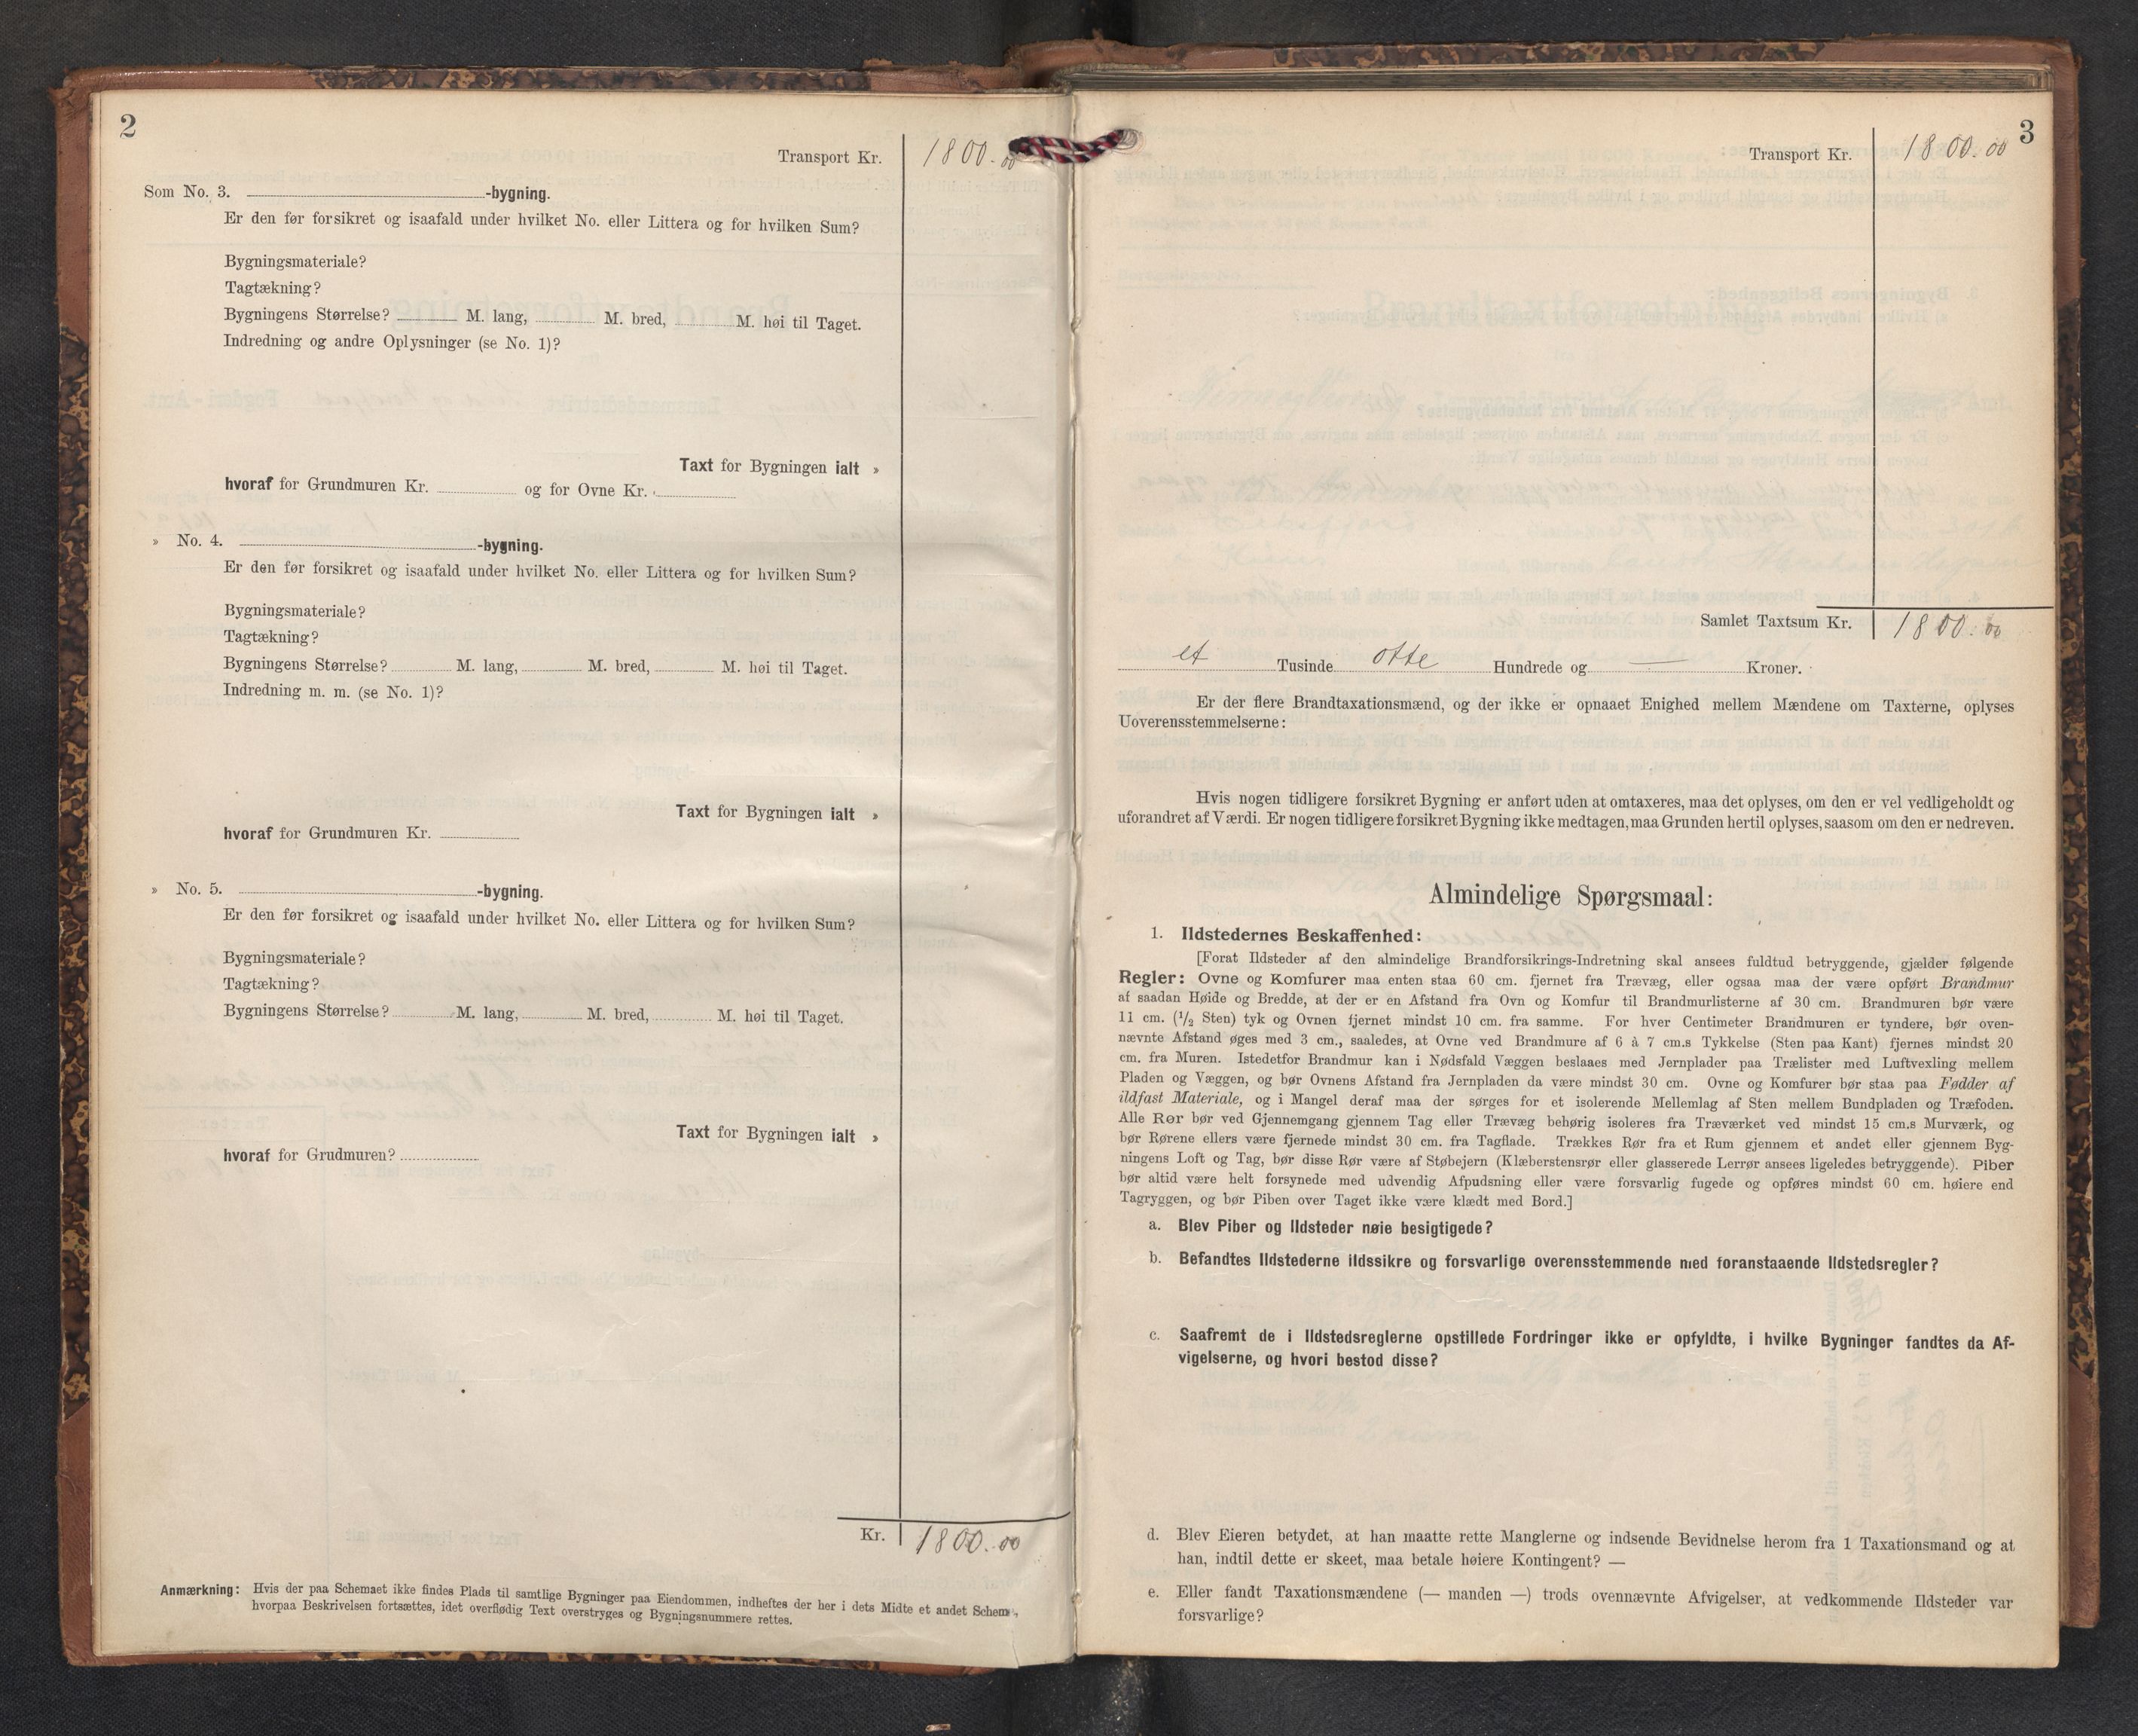 2
Transport Kr. 1800.00
Som No. 3. -bygning.
Er den før forsikret og isaafald under hvilket No. eller Littera og for hvilken Sum?
Bygningsmateriale?
Tagtækning?
Bygningens Størrelse? M. lang, M. bred, M. høi til Taget.
Indredning og andre Oplysninger (se No. 1)?
Taxt for Bygningen ialt »
hvoraf for Grundmuren Kr. og for Ovne Kr.
» No. 4. -bygning.
Er den før forsikret og isaafald under hvilket No. eller Littera og for hvilken Sum?
Bygningsmateriale?
Tagtækning?
Bygningens Størrelse? M. lang, M. bred, M. høi til Taget.
Indredning m. m. (se No. 1)?
Taxt for Bygningen ialt »
hvoraf for Grundmuren Kr.
» No. 5. -bygning.
Er den før forsikret og isaafald under hvilket No. eller Littera og for hvilken Sum?
Bygningsmateriale?
Tagtækning?
Bygningens Størrelse? M. lang, M. bred, M. høi til Taget.
Taxt for Bygningen ialt »
hvoraf for Grudmuren?
Kr. 1800.00
Anmærkning: Hvis der paa Schemaet ikke findes Plads til samtlige Bygninger paa Eiendommen, indheftes der her i dets Midte et andet Schema,
hvorpaa Beskrivelsen fortsættes, idet overflødig Text overstryges og Bygningsnummere rettes.
3
Transport Kr. 1800.00
Samlet Taxtsum Kr. 1800.00
et Tusinde otte Hundrede og — Kroner.
Er der flere Brandtaxationsmænd, og der ikke er opnaaet Enighed mellem Mændene om Taxterne, oplyses
Uoverensstemmelserne:
Hvis nogen tidligere forsikret Bygning er anført uden at omtaxeres, maa det oplyses, om den er vel vedligeholdt og
uforandret af Værdi. Er nogen tidligere forsikret Bygning ikke medtagen, maa Grunden hertil oplyses, saasom om den er nedreven.
Almindelige Spørgsmaal:
1. Ildstedernes Beskaffenhed:
[Forat Ildsteder af den almindelige Brandforsikrings-Indretning skal ansees fuldtud betryggende, gjælder følgende
Regler: Ovne og Komfurer maa enten staa 60 cm. fjernet fra Trævæg, eller ogsaa maa der være opført Brandmur
af saadan Høide og Bredde, at der er en Afstand fra Ovn og Komfur til Brandmurlisterne af 30 cm. Brandmuren bør være
11 cm. (1/2 Sten) tyk og Ovnen fjernet mindst 10 cm. fra samme. For hver Centimeter Brandmuren er tyndere, bør oven-
nævnte Afstand øges med 3 cm., saaledes, at Ovne ved Brandmure af 6 à 7 cm.s Tykkelse (Sten paa Kant) fjernes mindst 20
cm. fra Muren. Istedetfor Brandmur kan i Nødsfald Væggen beslaaes med Jernplader paa Trælister med Luftvexling mellem
Pladen og Væggen, og bør Ovnens Afstand fra Jernpladen da være mindst 30 cm. Ovne og Komfurer bør staa paa Fødder af
ildfast Materiale, og i Mangel deraf maa der sørges for et isolerende Mellemlag af Sten mellem Bundpladen og Træfoden.
Alle Rør bør ved Gjennemgang gjennem Tag eller Trævæg behørig isoleres fra Træværket ved mindst 15 cm.s Murværk, og
bør Rørene ellers være fjernede mindst 30 cm. fra Tagflade. Trækkes Rør fra et Rum gjennem et andet eller gjennem Byg-
ningens Loft og Tag, bør disse Rør være af Støbejern (Klæberstensrør eller glasserede Lerrør ansees ligeledes betryggende). Piber
bør altid være helt forsynede med udvendig Afpudsning eller være forsvarlig fugede og opføres mindst 60 cm. høiere end
Tagryggen, og bør Piben over Taget ikke være klædt med Bord.]
a. Blev Piber og Ildsteder nøie besigtigede?
b. Befandtes Ildstederne ildssikre og forsvarlige overensstemmende med foranstaaende Ildstedsregler?
c. Saafremt de i Ildstedsreglerne opstillede Fordringer ikke er opfyldte, i hvilke Bygninger fandtes da Af-
vigelserne, og hvori bestod disse?
d. Blev Eieren betydet, at han maatte rette Manglerne og indsende Bevidnelse herom fra 1 Taxationsmand og at
han, indtil dette er skeet, maa betale høiere Kontingent? —
e. Eller fandt Taxationsmændene (— manden —) trods ovennævnte Afvigelser, at vedkommende Ildsteder var
forsvarlige?